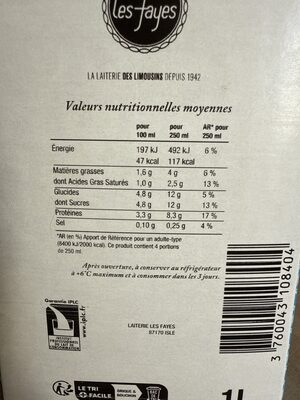 les fayes
LA LAITERIE DES LIMOUSINS DEPUIS 1942
Valeurs nutritionnelles moyennes
pour 100 ml pour 250 ml AR* pour 250 ml
Énergie 197 kJ 492 kJ 6 %
47 kcal 117 kcal
Matières grasses 1,6 g 4 g 6 %
dont Acides Gras Saturés 1,0 g 2,5 g 13 %
Glucides 4,8 g 12 g 5 %
dont Sucres 4,8 g 12 g 13 %
Protéines 3,3 g 8,3 g 17 %
Sel 0,10 g 0,25 g 4 %
*AR (en %) Apport de Référence pour un adulte-type
(8400 kJ/2000 kcal). Ce produit contient 4 portions
de 250 ml.
Après ouverture, à conserver au réfrigérateur
à +6°C maximum et à consommer dans les 3 jours.
Garantie IPLC
www.iplc.fr
LAITERIE LES FAYES
87170 ISLE
3 760043 108404
LE TRI
+ FACILE
BRIQUE &
BOUCHON
1L